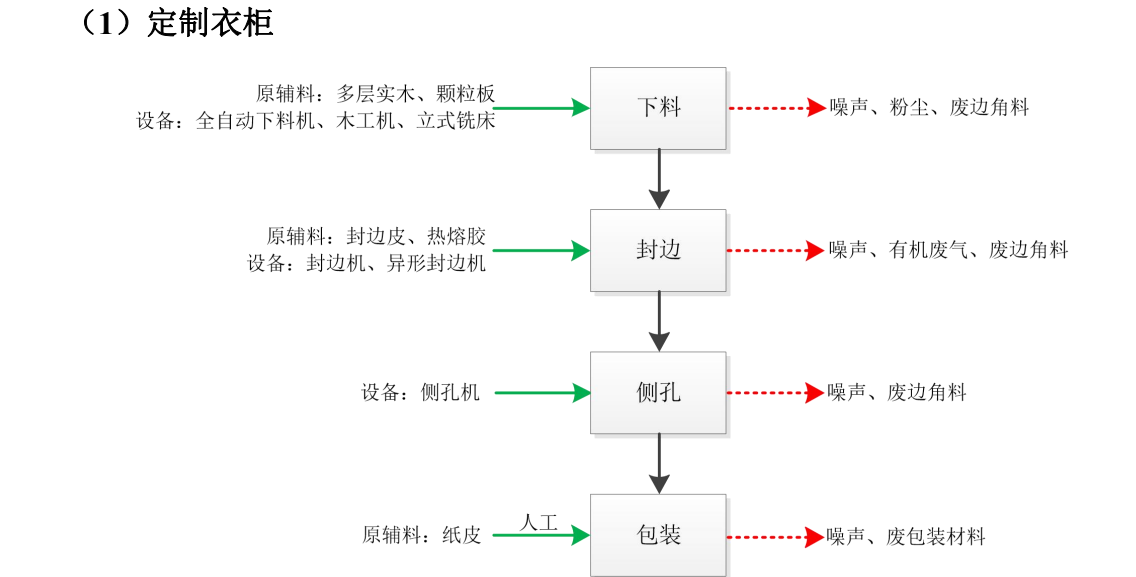 （1）定制衣柜
原辅料：多层实木、颗粒板
设备：全自动下料机、木工机、立式铣床
下料
噪声、粉尘、废边角料
原辅料：封边皮、热熔胶
设备：封边机、异形封边机
封边
噪声、有机废气、废边角料
设备：侧孔机
侧孔
噪声、废边角料
原辅料：纸皮
人工
包装
噪声、废包装材料